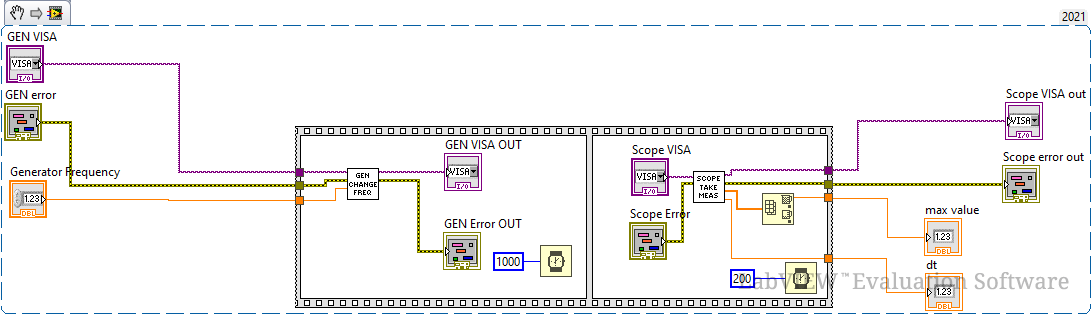 2021
GEN VISA
VISA
I/O
GEN error
Generator Frequency
1.23
DBL
GEN
CHANGE
FREQ
GEN VISA OUT
VISA
I/O
GEN Error OUT
1000
Scope VISA
VISA
I/O
Scope Error
SCOPE
TAKE
MEAS
200
Scope VISA out
VISA
I/O
Scope error out
max value
1.23
DBL
dt
1.23
DBL
LabVIEW™ Evaluation Software